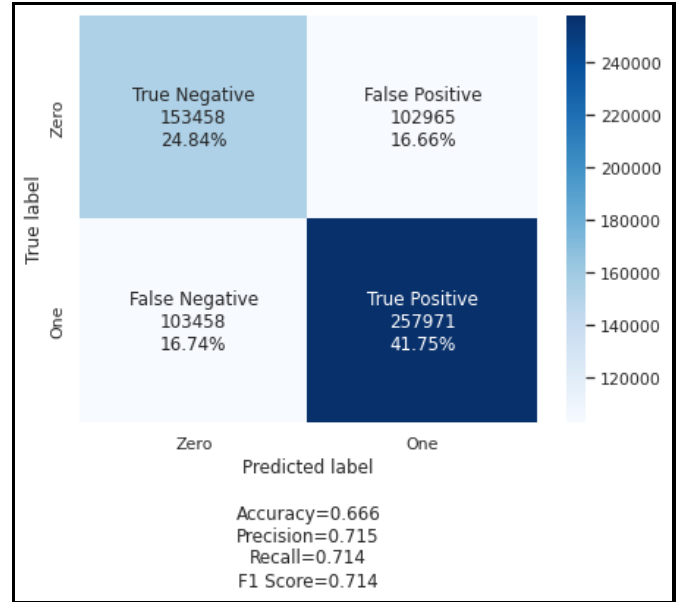 True Negative
153458
24.84%
False Positive
102965
16.66%
False Negative
103458
16.74%
True Positive
257971
41.75%
Zero
One
True label
Zero
One
Predicted label
240000
220000
200000
180000
160000
140000
120000
Accuracy=0.666
Precision=0.715
Recall=0.714
F1 Score=0.714